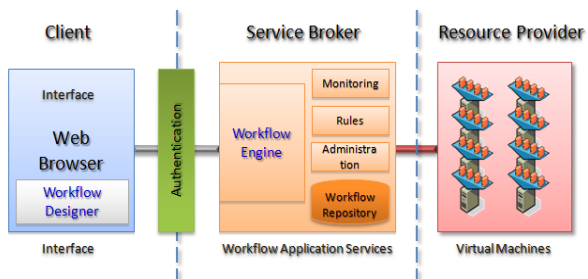 Client
Service Broker
Resource Provider
Interface
Web
Browser
Workflow
Designer
Interface
Authentication
Workflow
Engine
Monitoring
Rules
Administra
tion
Workflow
Repository
Workflow Application Services
Virtual Machines